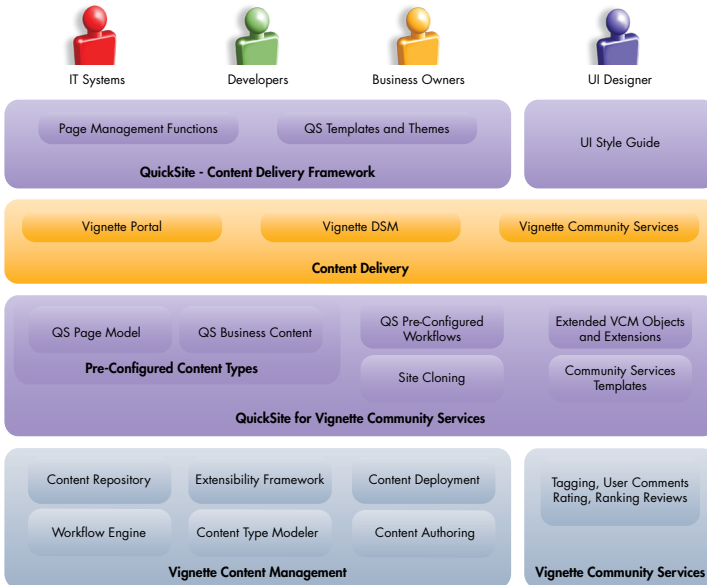 IT Systems
Developers
Business Owners
UI Designer
Page Management Functions
QS Templates and Themes
QuickSite - Content Delivery Framework
UI Style Guide
Vignette Portal
Vignette DSM
Vignette Community Services
Content Delivery
QS Page Model
QS Business Content
Pre-Configured Content Types
QS Pre-Configured
Workflows
Site Cloning
Extended VCM Objects
and Extensions
Community Services
Templates
QuickSite for Vignette Community Services
Content Repository
Extensibility Framework
Content Deployment
Workflow Engine
Content Type Modeler
Content Authoring
Vignette Content Management
Tagging, User Comments
Rating, Ranking Reviews
Vignette Community Services